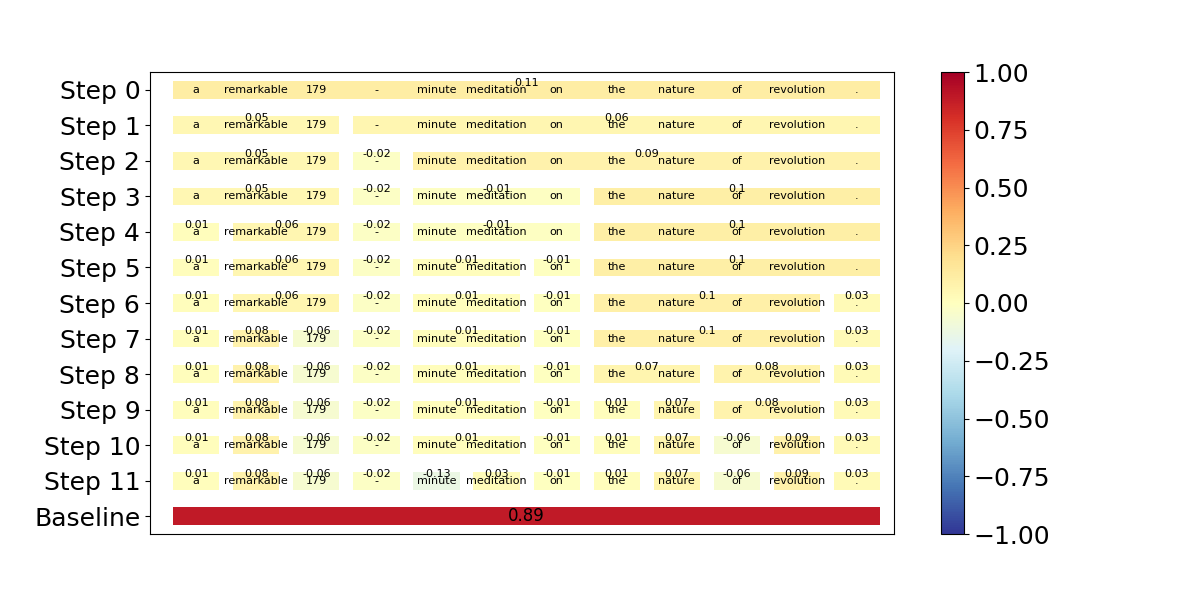 Step 0 0.11
a remarkable 179 - minute meditation on the nature of revolution .
Step 1 0.05 0.06
a remarkable 179 - minute meditation on the nature of revolution .
Step 2 0.05 -0.02 0.09
a remarkable 179 - minute meditation on the nature of revolution .
Step 3 0.05 -0.02 -0.01 0.1
a remarkable 179 - minute meditation on the nature of revolution .
Step 4 0.01 0.06 -0.02 -0.01 0.1
a remarkable 179 - minute meditation on the nature of revolution .
Step 5 0.01 0.06 -0.02 0.01 -0.01 0.1
a remarkable 179 - minute meditation on the nature of revolution .
Step 6 0.01 0.06 -0.02 0.01 -0.01 0.1 0.03
a remarkable 179 - minute meditation on the nature of revolution .
Step 7 0.01 0.08 -0.06 -0.02 0.01 -0.01 0.1 0.03
a remarkable 179 - minute meditation on the nature of revolution .
Step 8 0.01 0.08 -0.06 -0.02 0.01 -0.01 0.07 0.08 0.03
a remarkable 179 - minute meditation on the nature of revolution .
Step 9 0.01 0.08 -0.06 -0.02 0.01 -0.01 0.01 0.07 0.08 0.03
a remarkable 179 - minute meditation on the nature of revolution .
Step 10 0.01 0.08 -0.06 -0.02 0.01 -0.01 0.01 0.07 -0.06 0.09 0.03
a remarkable 179 - minute meditation on the nature of revolution .
Step 11 0.01 0.08 -0.06 -0.02 -0.13 0.03 -0.01 0.01 0.07 -0.06 0.09 0.03
a remarkable 179 - minute meditation on the nature of revolution .
Baseline 0.89
1.00
0.75
0.50
0.25
0.00
−0.25
−0.50
−0.75
−1.00